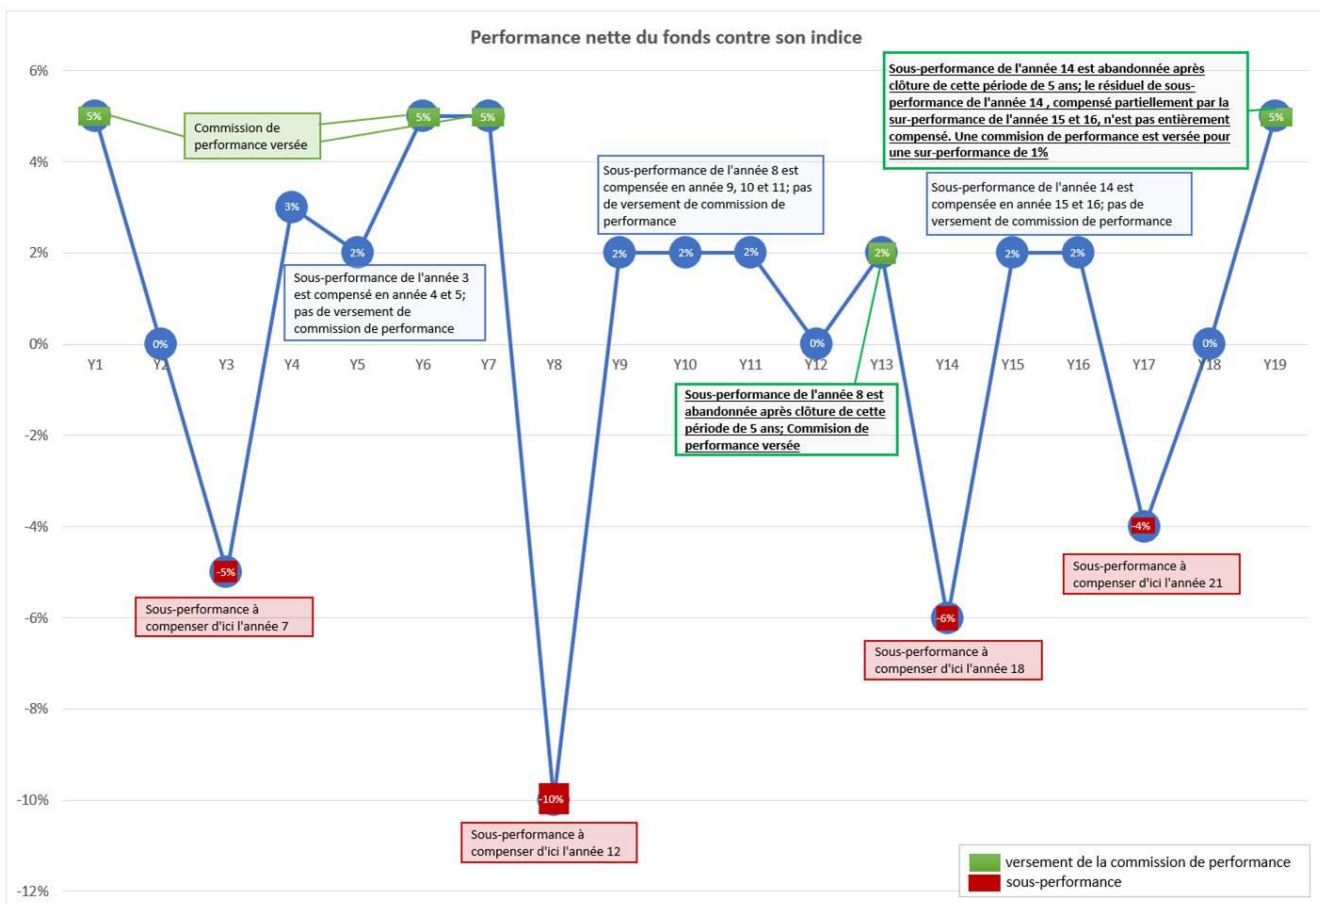 Performance nette du fonds contre son indice
6%
4%
2%
0%
-2%
-4%
-6%
-8%
-10%
-12%
Y1
Y2
Y3
Y4
Y5
Y6
Y7
Y8
Y9
Y10
Y11
Y12
Y13
Y14
Y15
Y16
Y17
Y18
Y19
5%
0%
-5%
3%
2%
5%
5%
-10%
2%
2%
2%
0%
2%
-6%
2%
2%
-4%
0%
5%
Commission de
performance versée
Sous-performance de l'année 3
est compensé en année 4 et 5;
pas de versement de
commission de performance
Sous-performance à
compenser d'ici l'année 7
Sous-performance de l'année 8 est
compensée en année 9, 10 et 11; pas
de versement de commission de
performance
Sous-performance à
compenser d'ici l'année 12
Sous-performance de l'année 8 est
abandonnée après clôture de cette
période de 5 ans; Commision de
performance versée
Sous-performance de l'année 14 est abandonnée après
clôture de cette période de 5 ans; le résiduel de sous-
performance de l'année 14 , compensé partiellement par la
sur-performance de l'année 15 et 16, n'est pas entièrement
compensé. Une commision de performance est versée pour
une sur-performance de 1%
Sous-performance de l'année 14 est
compensée en année 15 et 16; pas de
versement de commission de performance
Sous-performance à
compenser d'ici l'année 18
Sous-performance à
compenser d'ici l'année 21
versement de la commission de performance
sous-performance